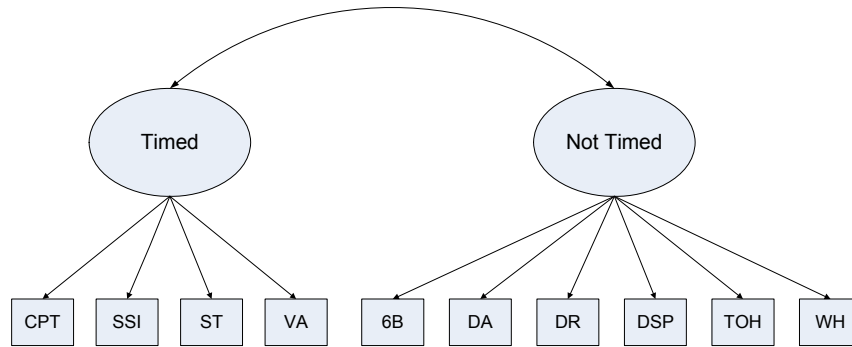 Timed
Not Timed
CPT
SSI
ST
VA
6B
DA
DR
DSP
TOH
WH